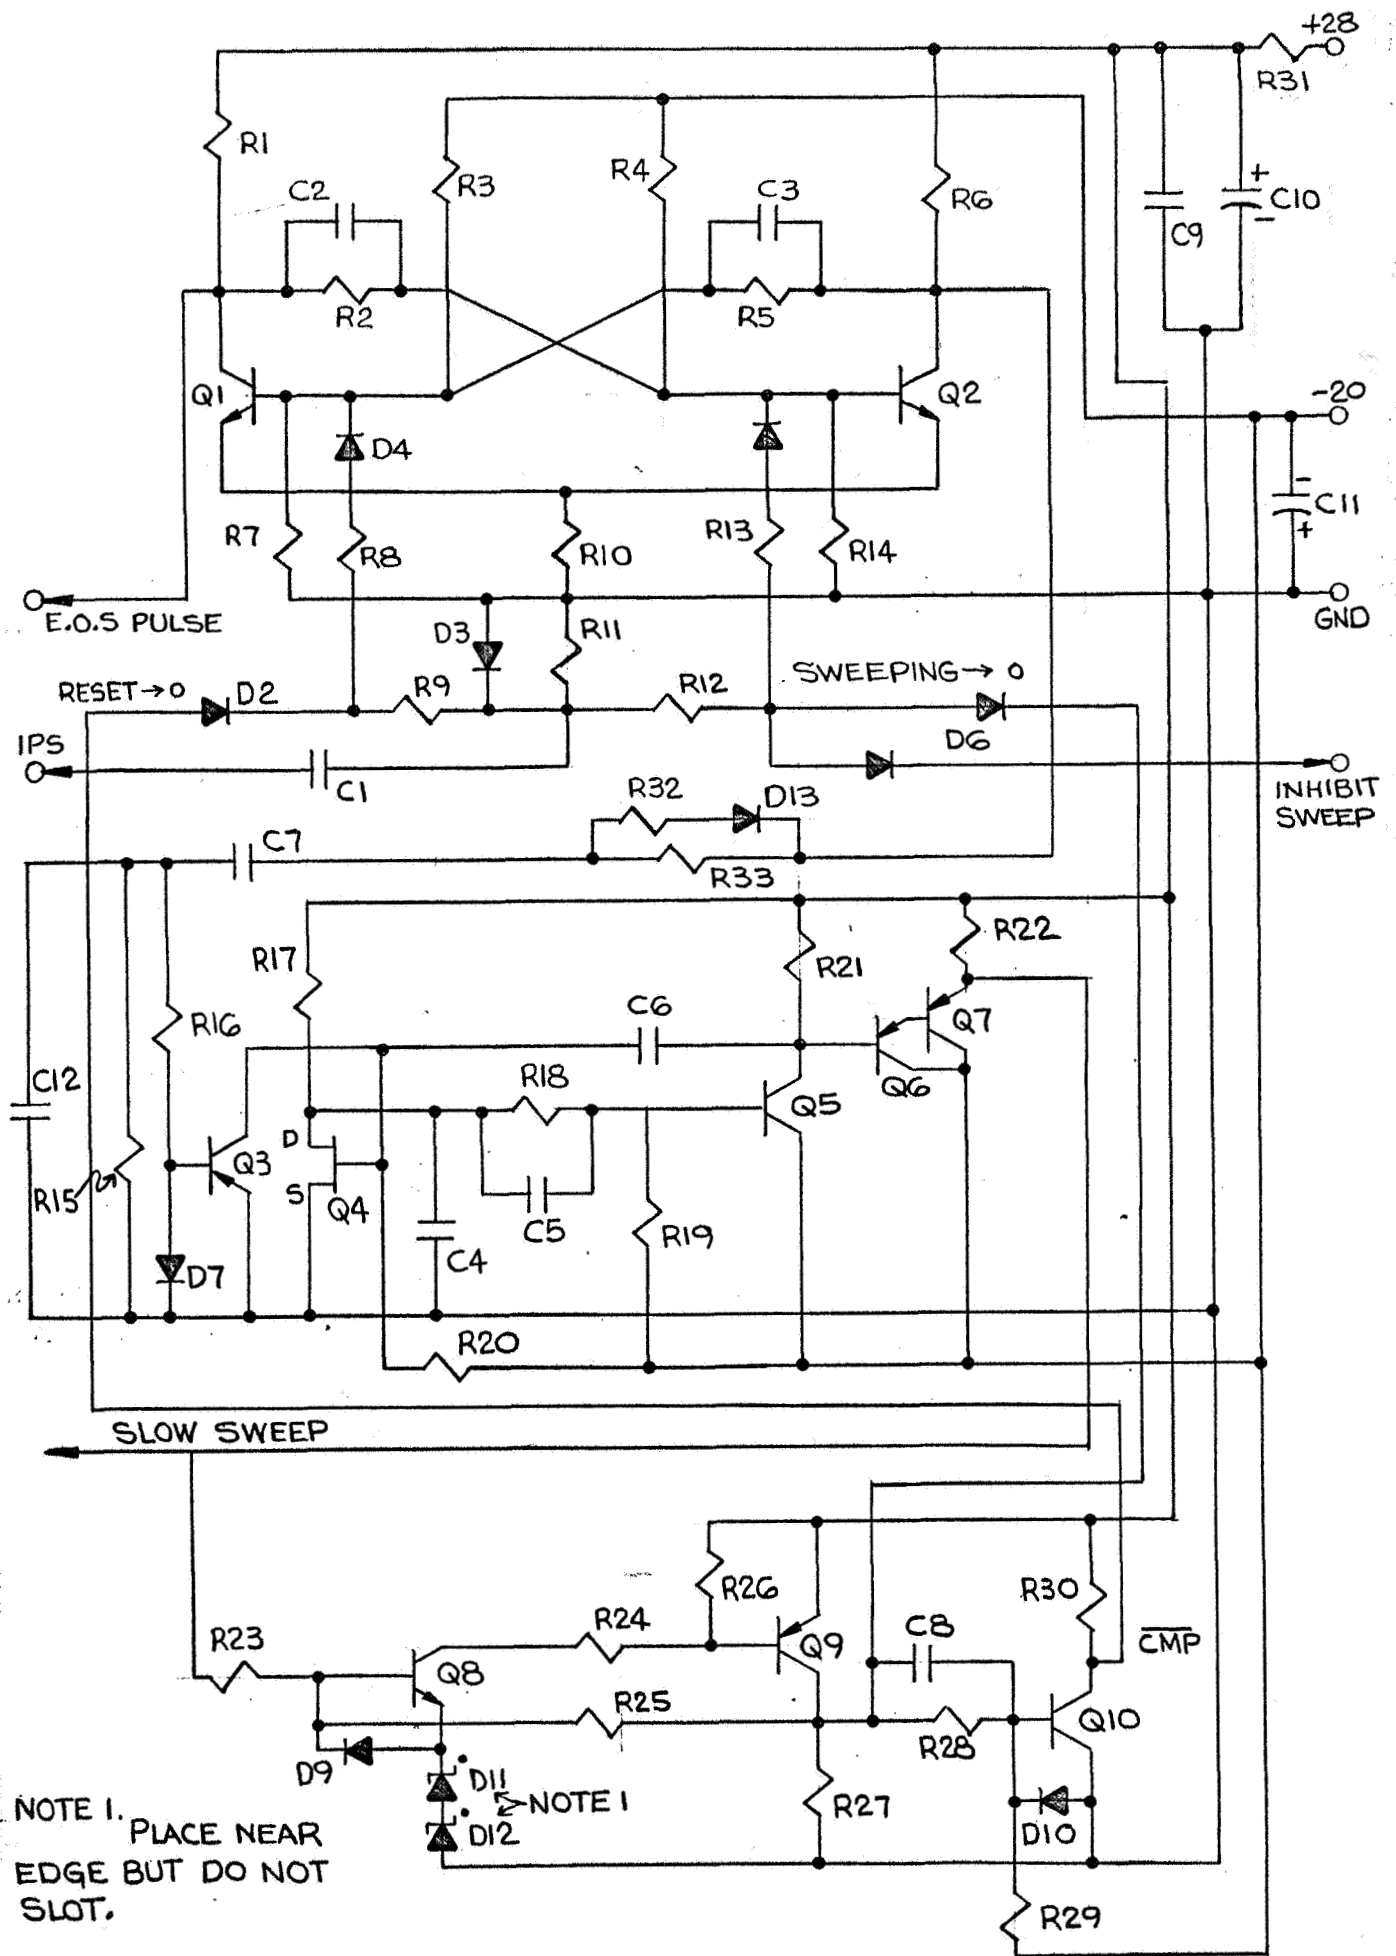 +28
R31
R1
C2
R3
R4
C3
R6
C9
+
C10
-
R2
R5
Q1
Q2
-20
D4
-
C11
+
R7
R8
R10
R13
R14
E.O.S PULSE
GND
D3
R11
RESET→0
D2
R9
R12
SWEEPING→0
D6
IPS
C1
INHIBIT
SWEEP
R32
D13
C7
R33
R17
R21
R22
R16
C6
Q7
C12
R18
Q6
Q5
D
Q3
R15
S
Q4
C5
R19
C4
D7
R20
SLOW SWEEP
R26
R30
R23
R24
C8
CMP
Q8
Q9
R25
Q10
R28
D9
D11
NOTE 1
R27
D12
D10
NOTE 1.
PLACE NEAR
EDGE BUT DO NOT
SLOT.
R29